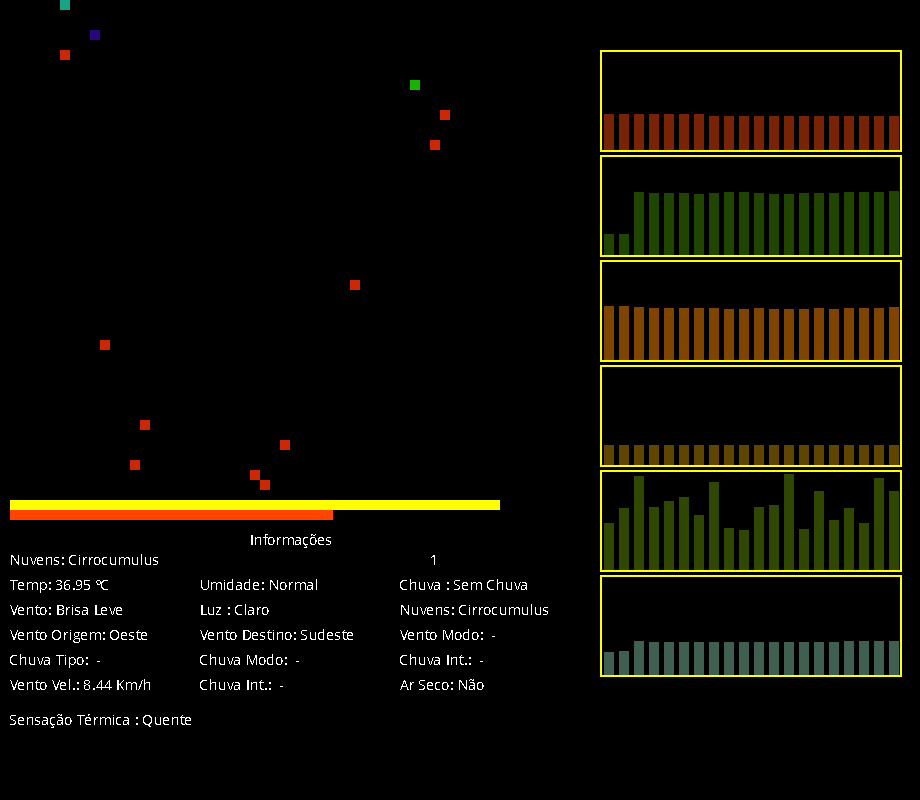 Informações
Nuvens: Cirrocumulus 1
Temp: 36.95 ºC Umidade: Normal Chuva : Sem Chuva
Vento: Brisa Leve Luz : Claro Nuvens: Cirrocumulus
Vento Origem: Oeste Vento Destino: Sudeste Vento Modo: -
Chuva Tipo: - Chuva Modo: - Chuva Int.: -
Vento Vel.: 8.44 Km/h Chuva Int.: - Ar Seco: Não
Sensação Térmica : Quente